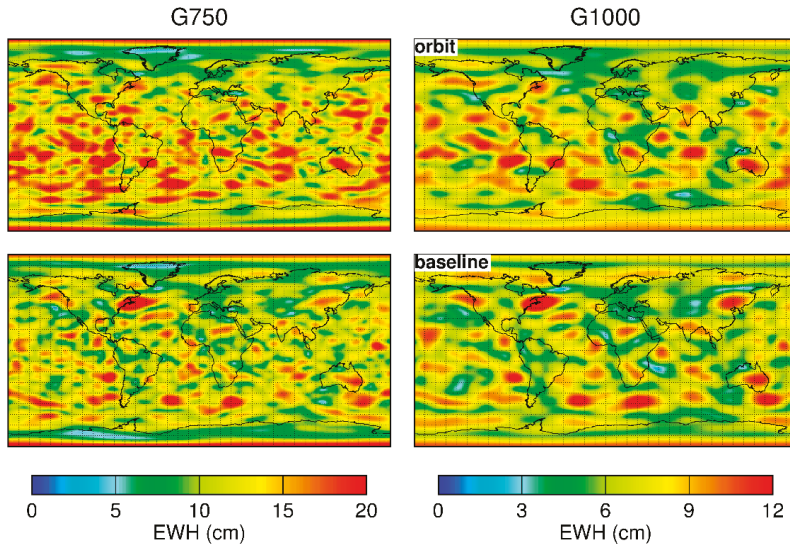 G750
G1000
orbit
baseline
0 5 10 15 20
EWH (cm)
0 3 6 9 12
EWH (cm)